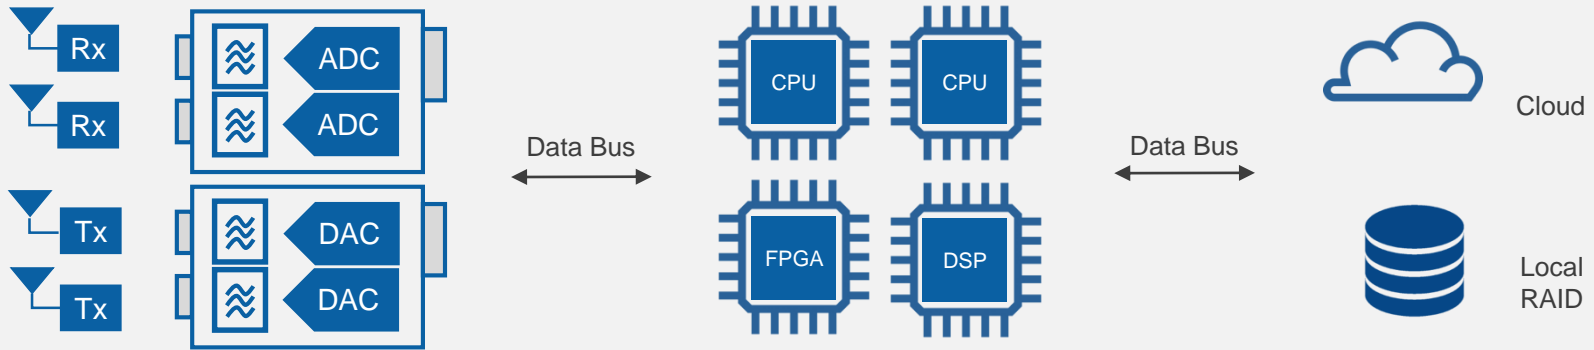 Rx
ADC
Rx
ADC
Tx
DAC
Tx
DAC
Data Bus
CPU
CPU
FPGA
DSP
Data Bus
Cloud
Local
RAID